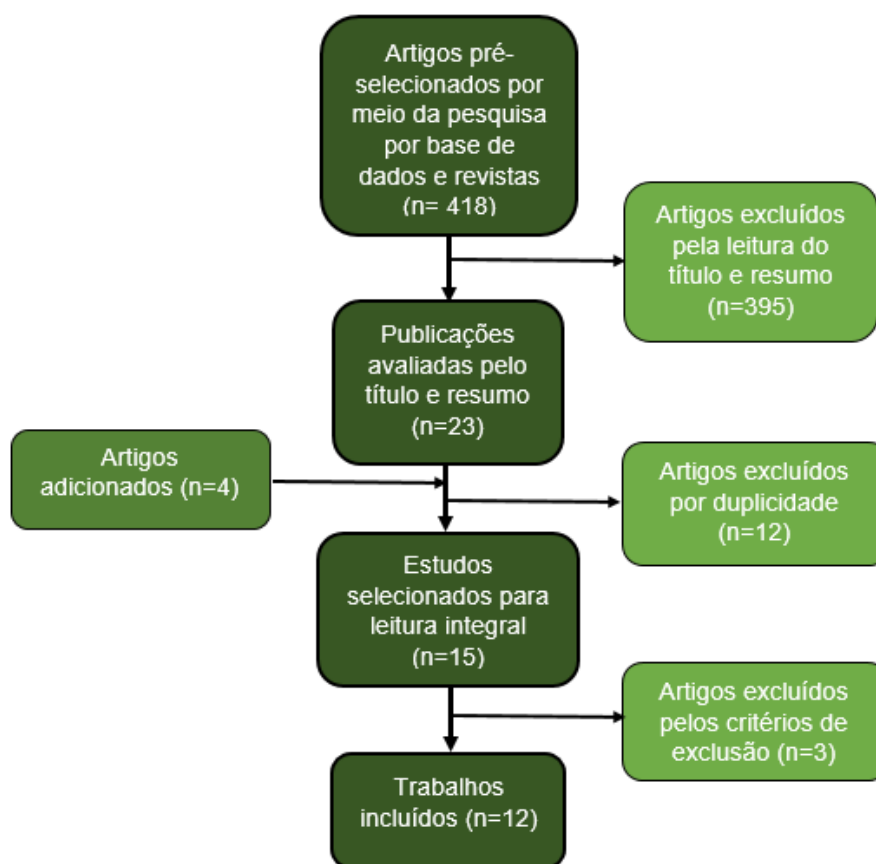 Artigos pré-
selecionados por
meio da pesquisa
por base de
dados e revistas
(n= 418)
Artigos excluídos
pela leitura do
título e resumo
(n=395)
Publicações
avaliadas pelo
título e resumo
(n=23)
Artigos
adicionados (n=4)
Artigos excluídos
por duplicidade
(n=12)
Estudos
selecionados para
leitura integral
(n=15)
Artigos excluídos
pelos critérios de
exclusão (n=3)
Trabalhos
incluídos (n=12)